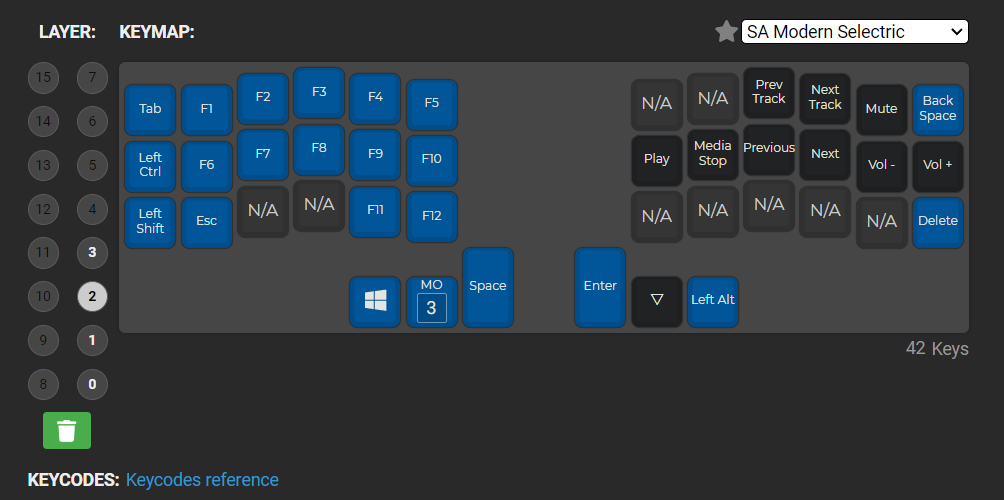 LAYER: KEYMAP: SA Modern Selectric
15 7
14 6
13 5
12 4
11 3
10 2
9 1
8 0
Tab F1 F2 F3 F4 F5 N/A N/A Prev Track Next Track Mute Back Space
Left Ctrl F6 F7 F8 F9 F10 Play Media Stop Previous Next Vol - Vol +
Left Shift Esc N/A N/A F11 F12 N/A N/A N/A N/A N/A Delete
MO 3 Space Enter ▽ Left Alt
42 Keys
KEYCODES: Keycodes reference